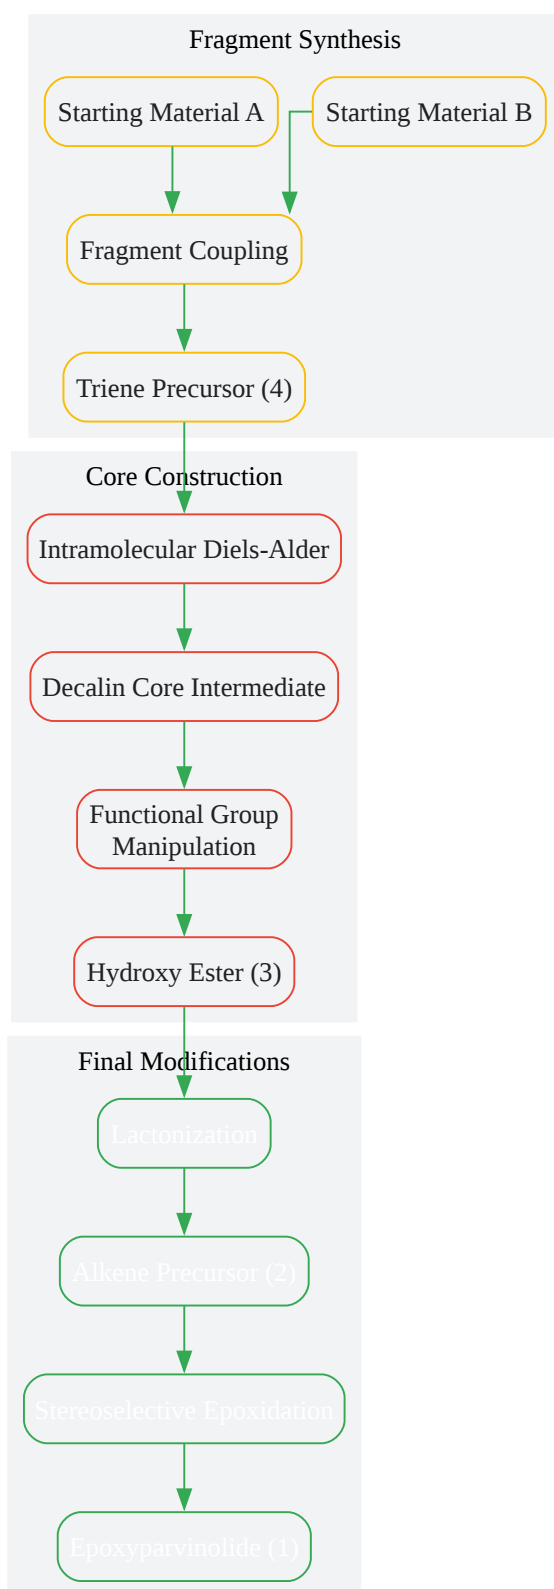 Fragment Synthesis
Starting Material A
Starting Material B
Fragment Coupling
Triene Precursor (4)
Core Construction
Intramolecular Diels-Alder
Decalin Core Intermediate
Functional Group
Manipulation
Hydroxy Ester (3)
Final Modifications
Lactonization
Alkene Precursor (2)
Stereoselective Epoxidation
Epoxyparvinolide (1)